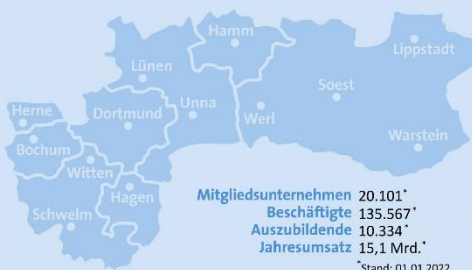 Hamm
Lippstadt
Lünen
Soest
Unna
Werl
Herne
Dortmund
Warstein
Bochum
Witten
Hagen
Schwelm
Mitgliedsunternehmen 20.101*
Beschäftigte 135.567*
Auszubildende 10.334*
Jahresumsatz 15,1 Mrd.*
*Stand: 01.01.2022